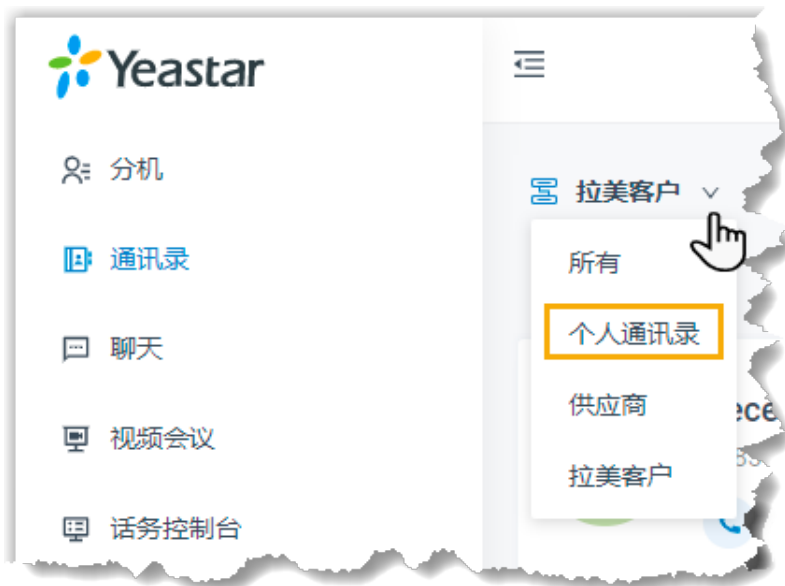 Yeastar
分机
通讯录
聊天
视频会议
话务控制台
拉美客户
所有
个人通讯录
供应商
拉美客户